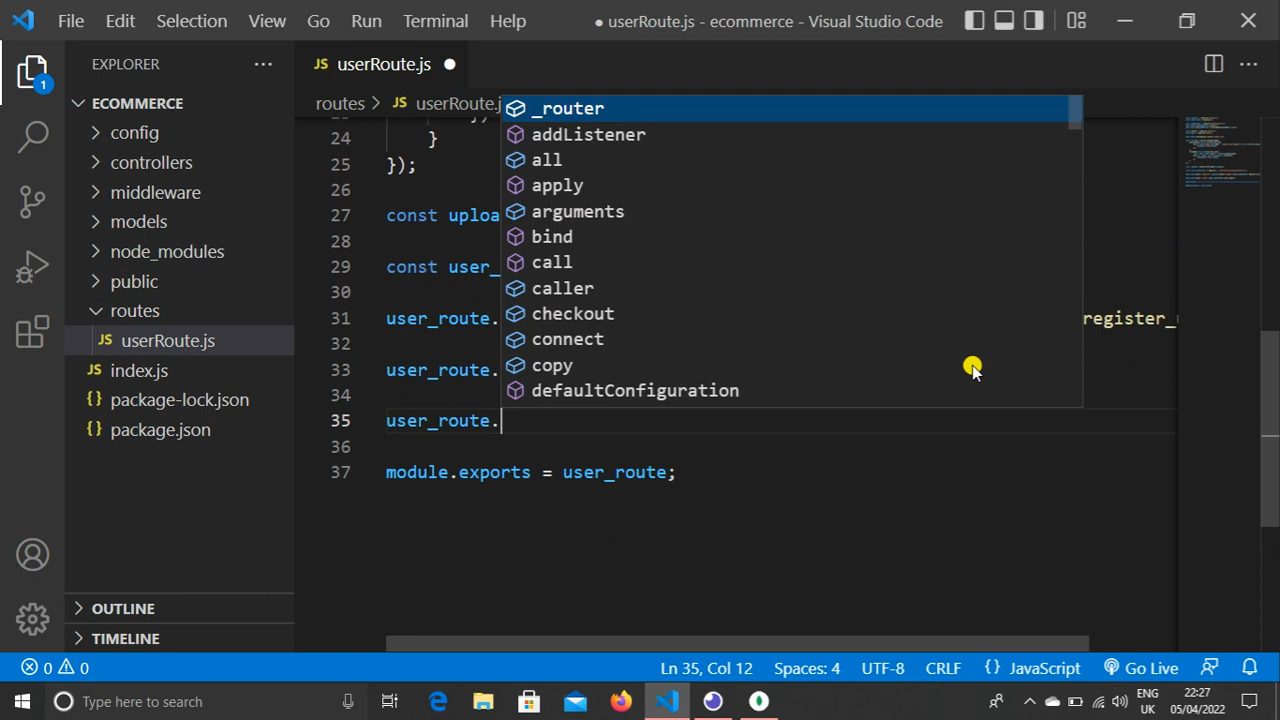 File Edit Selection View Go Run Terminal Help ● userRoute.js - ecommerce - Visual Studio Code
EXPLORER ...
JS userRoute.js ●
ECOMMERCE
routes > JS userRoute.j
config
controllers
middleware
models
node_modules
public
routes
JS userRoute.js
JS index.js
{} package-lock.json
{} package.json
OUTLINE
TIMELINE
1
24 }
25 });
26
27 const uploa
28
29 const user_
30
31 user_route. register_
32
33 user_route.
34
35 user_route.
36
37 module.exports = user_route;
_router
addListener
all
apply
arguments
bind
call
caller
checkout
connect
copy
defaultConfiguration
0 0 Ln 35, Col 12 Spaces: 4 UTF-8 CRLF {} JavaScript Go Live
Type here to search
ENG 22:27
UK 05/04/2022